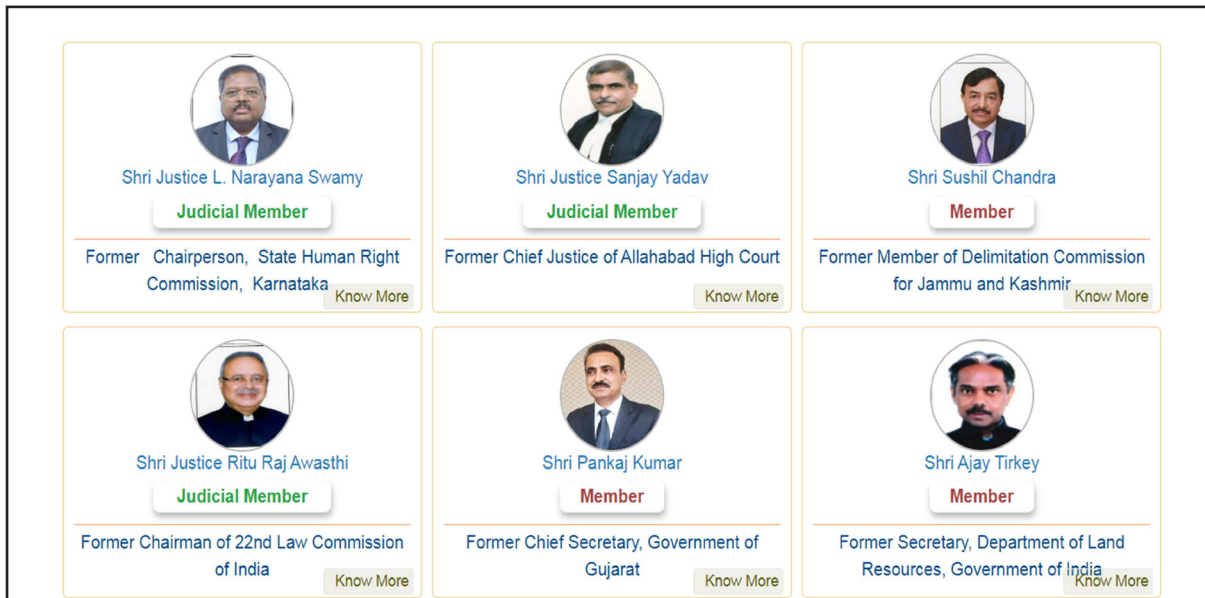 Shri Justice L. Narayana Swamy
Judicial Member
Former Chairperson, State Human Right
Commission, Karnataka
Know More
Shri Justice Sanjay Yadav
Judicial Member
Former Chief Justice of Allahabad High Court
Know More
Shri Sushil Chandra
Member
Former Member of Delimitation Commission
for Jammu and Kashmir
Know More
Shri Justice Ritu Raj Awasthi
Judicial Member
Former Chairman of 22nd Law Commission
of India
Know More
Shri Pankaj Kumar
Member
Former Chief Secretary, Government of
Gujarat
Know More
Shri Ajay Tirkey
Member
Former Secretary, Department of Land
Resources, Government of India
Know More